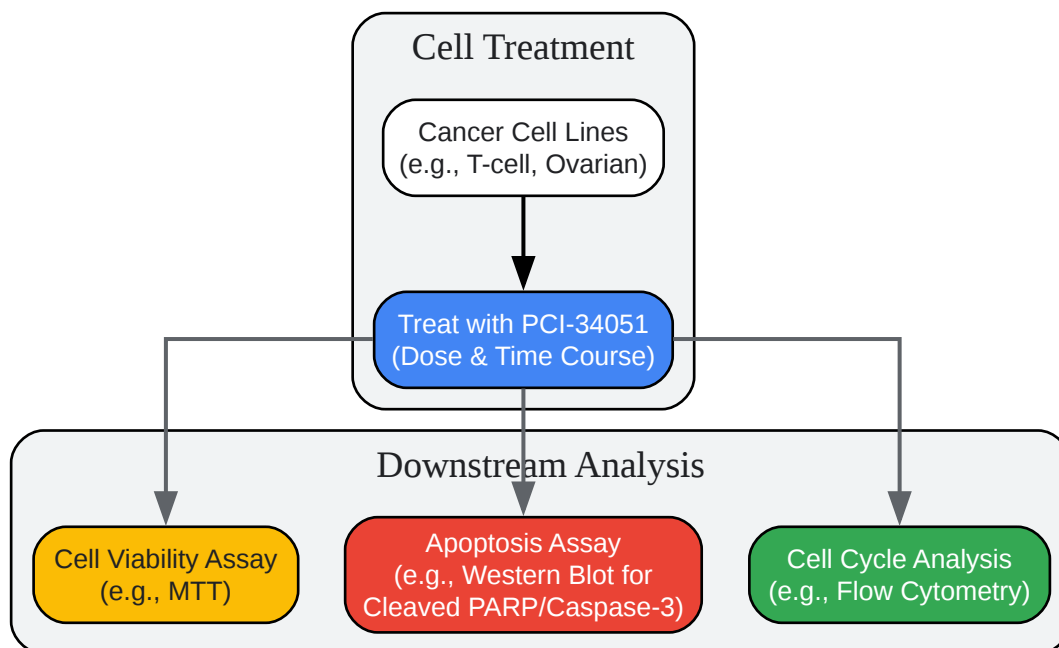 Cell Treatment
Cancer Cell Lines
(e.g., T-cell, Ovarian)
Treat with PCI-34051
(Dose & Time Course)
Downstream Analysis
Cell Viability Assay
(e.g., MTT)
Apoptosis Assay
(e.g., Western Blot for
Cleaved PARP/Caspase-3)
Cell Cycle Analysis
(e.g., Flow Cytometry)